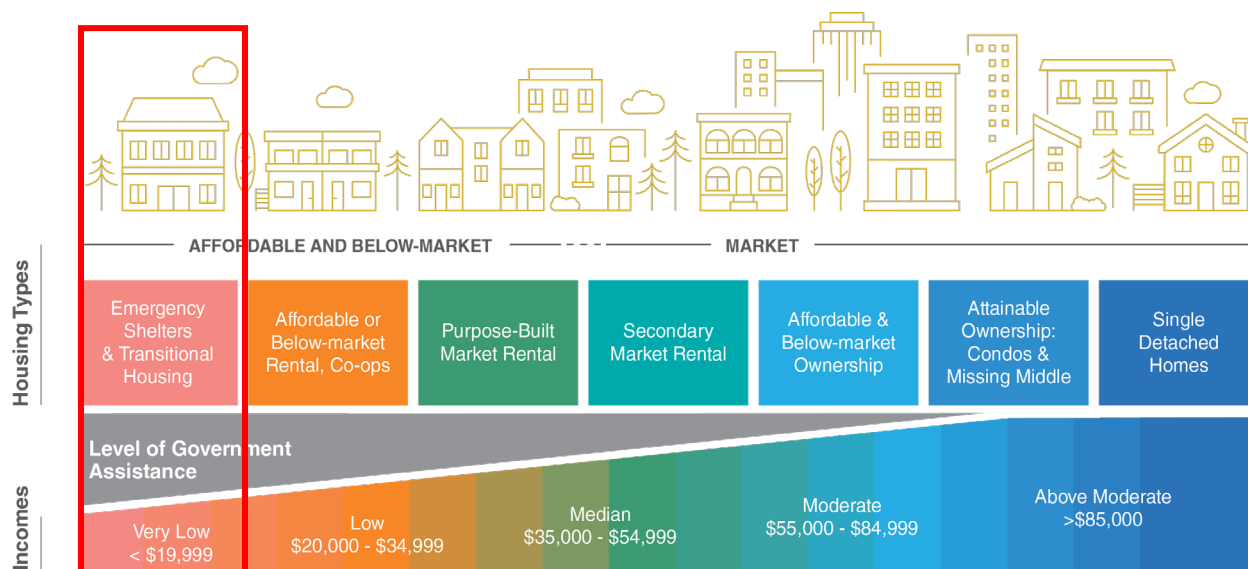 AFFORDABLE AND BELOW-MARKET
MARKET
Housing Types
Emergency
Shelters
& Transitional
Housing
Affordable or
Below-market
Rental, Co-ops
Purpose-Built
Market Rental
Secondary
Market Rental
Affordable &
Below-market
Ownership
Attainable
Ownership:
Condos &
Missing Middle
Single
Detached
Homes
Level of Government
Assistance
Incomes
Very Low
< $19,999
Low
$20,000 - $34,999
Median
$35,000 - $54,999
Moderate
$55,000 - $84,999
Above Moderate
>$85,000